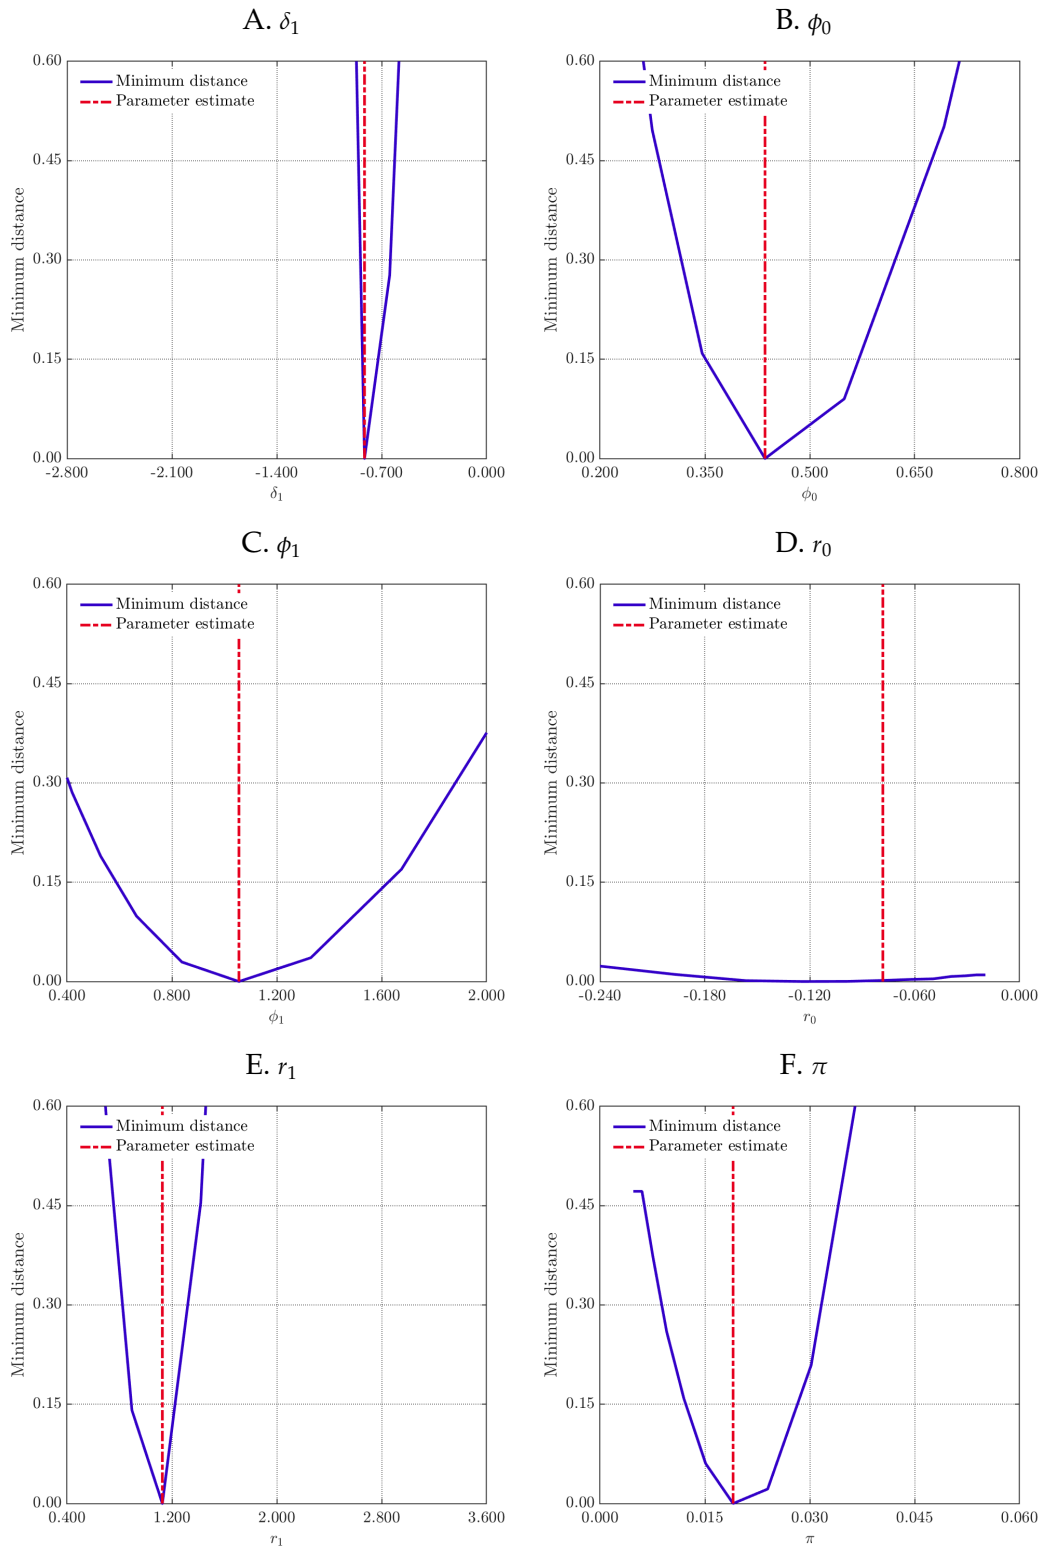 A. δ₁
0.60
0.45
0.30
0.15
0.00
Minimum distance
Minimum distance
Parameter estimate
-2.800 -2.100 -1.400 -0.700 0.000
δ₁
B. ϕ₀
0.60
0.45
0.30
0.15
0.00
Minimum distance
Minimum distance
Parameter estimate
0.200 0.350 0.500 0.650 0.800
ϕ₀
C. ϕ₁
0.60
0.45
0.30
0.15
0.00
Minimum distance
Minimum distance
Parameter estimate
0.400 0.800 1.200 1.600 2.000
ϕ₁
D. r₀
0.60
0.45
0.30
0.15
0.00
Minimum distance
Minimum distance
Parameter estimate
-0.240 -0.180 -0.120 -0.060 0.000
r₀
E. r₁
0.60
0.45
0.30
0.15
0.00
Minimum distance
Minimum distance
Parameter estimate
0.400 1.200 2.000 2.800 3.600
r₁
F. π
0.60
0.45
0.30
0.15
0.00
Minimum distance
Minimum distance
Parameter estimate
0.000 0.015 0.030 0.045 0.060
π